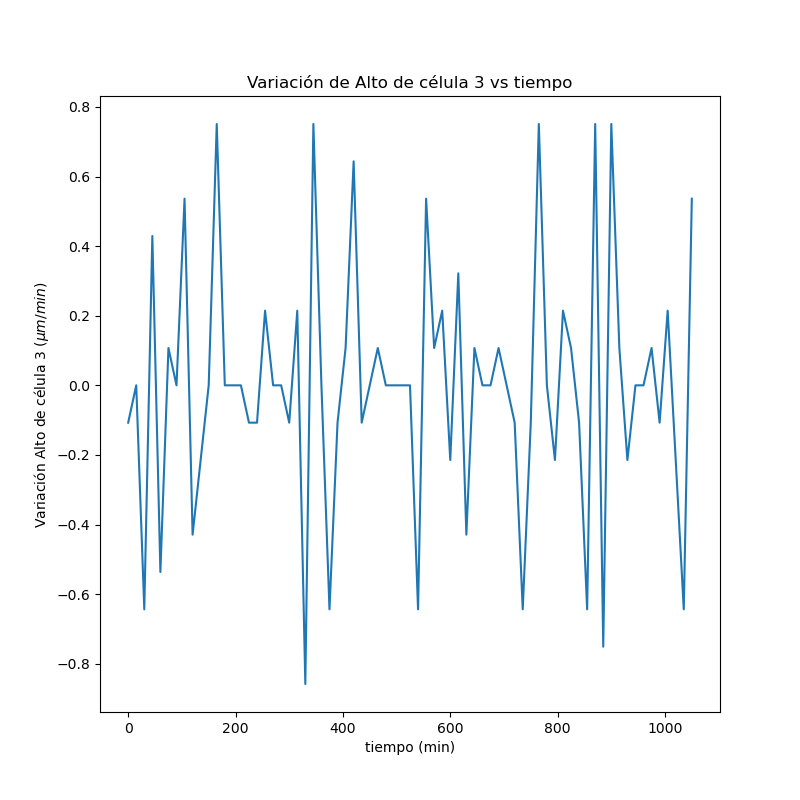 Variación de Alto de célula 3 vs tiempo
0.8
0.6
0.4
0.2
0.0
−0.2
−0.4
−0.6
−0.8
Variación Alto de célula 3 (μm/min)
0 200 400 600 800 1000
tiempo (min)